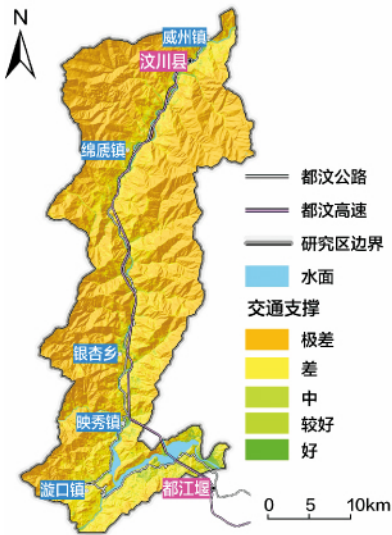 N
威州镇
汶川县
绵虒镇
银杏乡
映秀镇
漩口镇
都江堰
都汶公路
都汶高速
研究区边界
水面
交通支撑
极差
差
中
较好
好
0 5 10km